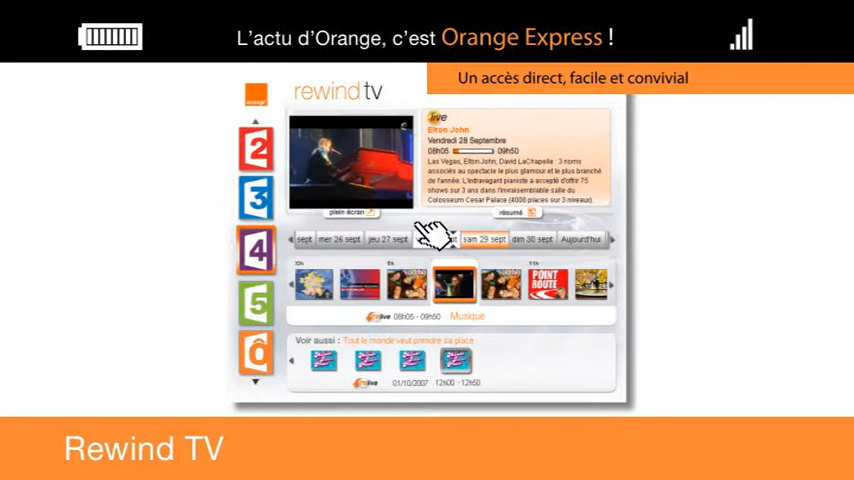 L'actu d'Orange, c'est Orange Express !
Un accès direct, facile et convivial
orange
rewind tv
live
Elton John
Vendredi 28 Septembre
08h05 09h50
Las Vegas, Elton John, David LaChapelle : 3 noms
associés au spectacle le plus glamour et le plus branché
de l'année. L'extravagant pianiste a accepté d'offrir 75
shows sur 3 ans dans l'invraisemblable salle du
Colosseum Cesar Palace (4000 places sur 3 niveaux).
plein écran
résumé
2
3
4
5
Ô
sept mer 26 sept jeu 27 sept sam 29 sept dim 30 sept Aujourd'hui
11h
POINT
ROUTE
relive 08h05 - 09h50 Musique
Voir aussi : Tout le monde veut prendre sa place
relive 01/10/2007 12h00 - 12h50
Rewind TV